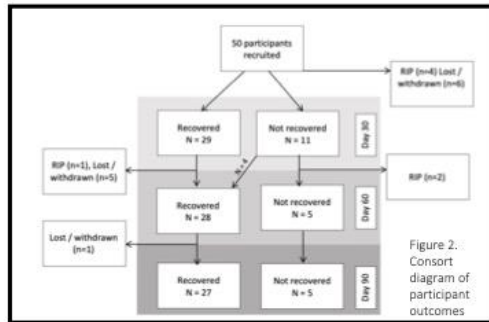 50 participants
recruited
RIP (n=4) Lost /
withdrawn (n=6)
Recovered
N = 29
Not recovered
N = 11
Day 30
RIP (n=1), Lost /
withdrawn (n=5)
N = 4
RIP (n=2)
Recovered
N = 28
Not recovered
N = 5
Day 60
Lost / withdrawn
(n=1)
Recovered
N = 27
Not recovered
N = 5
Day 90
Figure 2.
Consort
diagram of
participant
outcomes